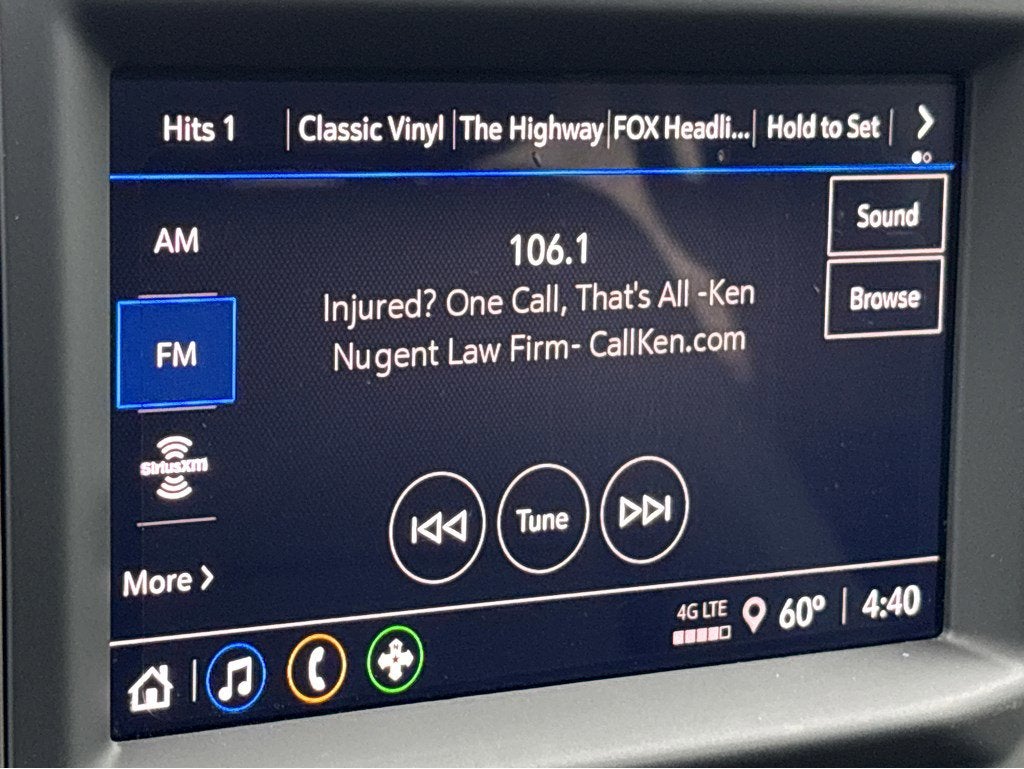 Hits 1
Classic Vinyl
The Highway
FOX Headli...
Hold to Set
AM
FM
siriusxm
More
106.1
Injured? One Call, That's All -Ken
Nugent Law Firm- CallKen.com
Sound
Browse
Tune
4G LTE
60°
4:40
N